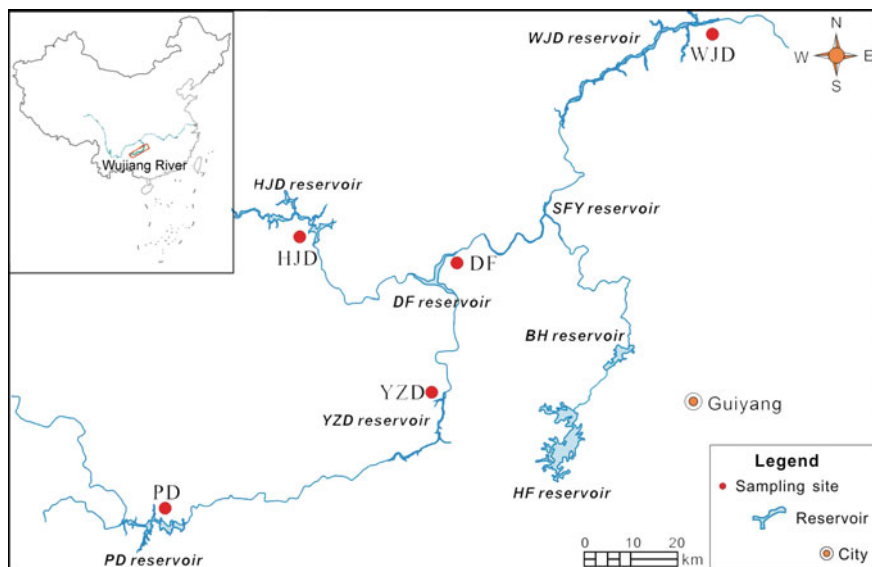 WJD reservoir
WJD
N
W
E
S
Wujiang River
HJD reservoir
HJD
SFY reservoir
DF
DF reservoir
BH reservoir
YZD
YZD reservoir
Guiyang
HF reservoir
PD
PD reservoir
Legend
Sampling site
Reservoir
City
0 10 20
km